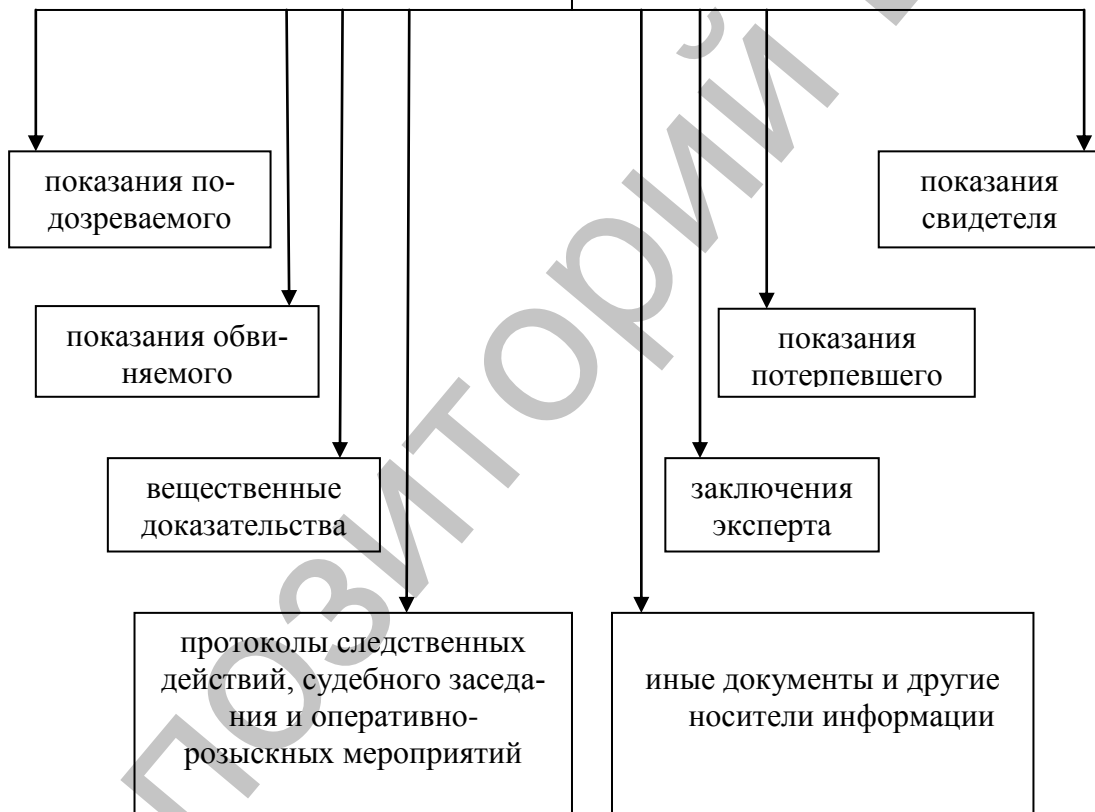 показания по-
дозреваемого
показания
свидетеля
показания обви-
няемого
показания
потерпевшего
вещественные
доказательства
заключения
эксперта
протоколы следственных
действий, судебного заседа-
ния и оперативно-
розыскных мероприятий
иные документы и другие
носители информации
позиторий